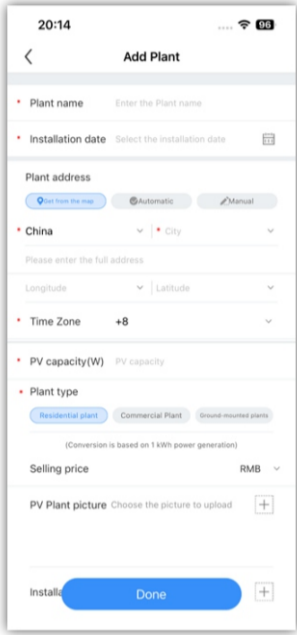 20:14
96
Add Plant
* Plant name Enter the Plant name
* Installation date Select the installation date
Plant address
Get from the map Automatic Manual
* China * City
Please enter the full address
Longitude Latitude
* Time Zone +8
* PV capacity(W) PV capacity
* Plant type
Residential plant Commercial Plant Ground-mounted plants
(Conversion is based on 1 kWh power generation)
Selling price RMB
PV Plant picture Choose the picture to upload
Installa
Done